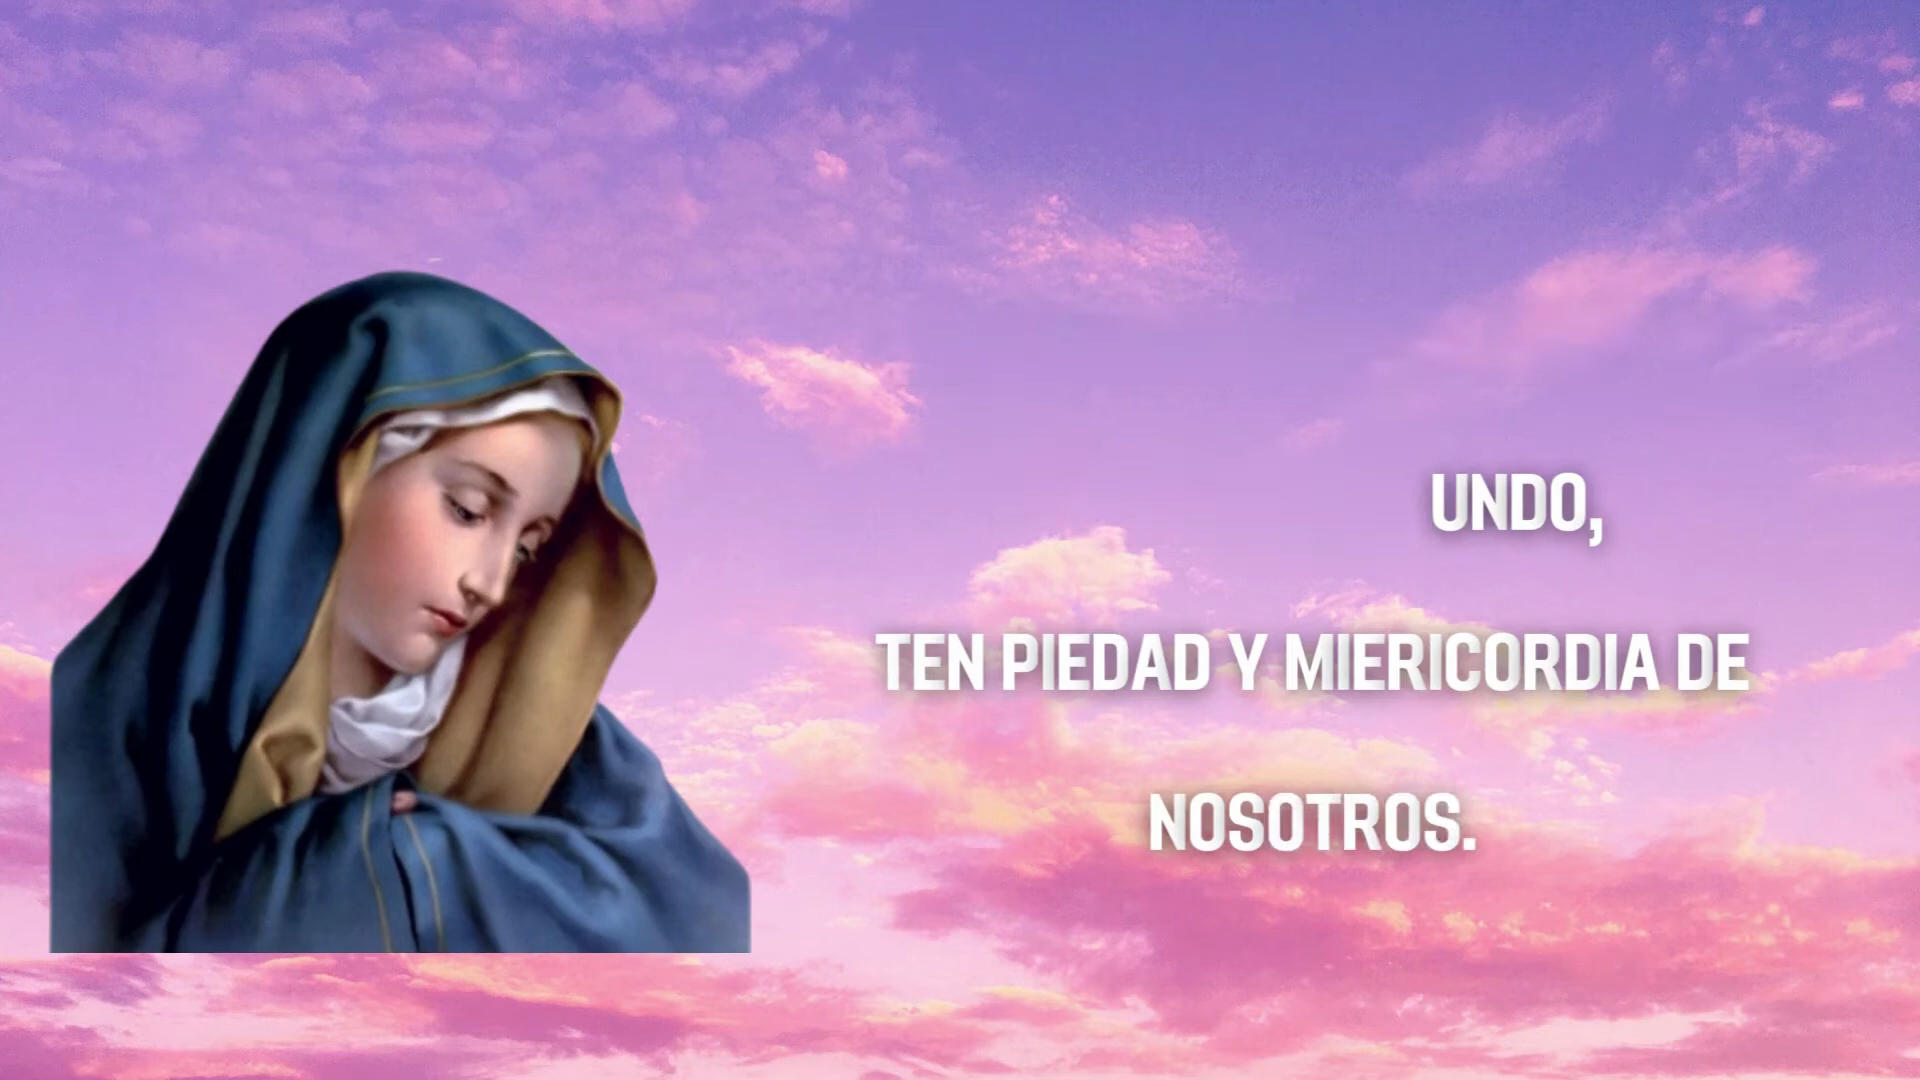 UNDO,
TEN PIEDAD Y MIERICORDIA DE
NOSOTROS.